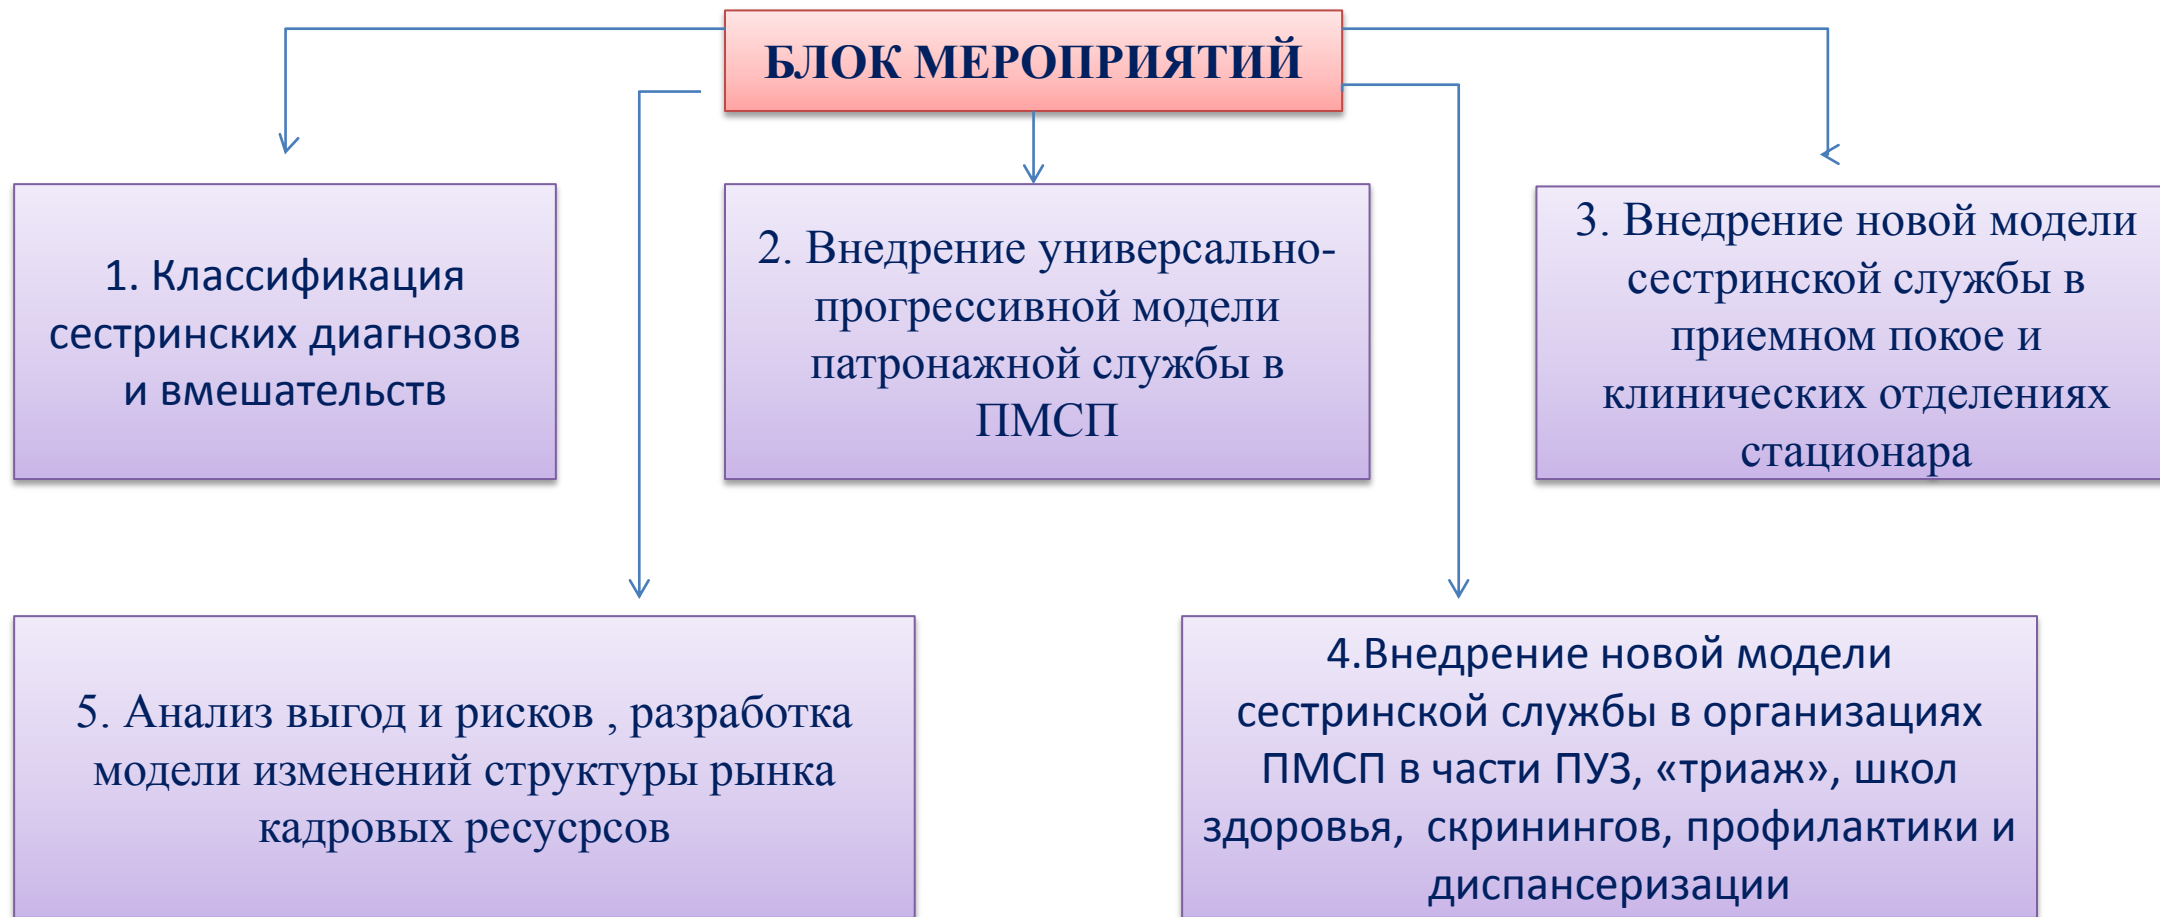 БЛОК МЕРОПРИЯТИЙ
1. Классификация
сестринских диагнозов
и вмешательств
2. Внедрение универсально-
прогрессивной модели
патронажной службы в
ПМСП
3. Внедрение новой модели
сестринской службы в
приемном покое и
клинических отделениях
стационара
5. Анализ выгод и рисков , разработка
модели изменений структуры рынка
кадровых ресусрсов
4.Внедрение новой модели
сестринской службы в организациях
ПМСП в части ПУЗ, «триаж», школ
здоровья, скринингов, профилактики и
диспансеризации